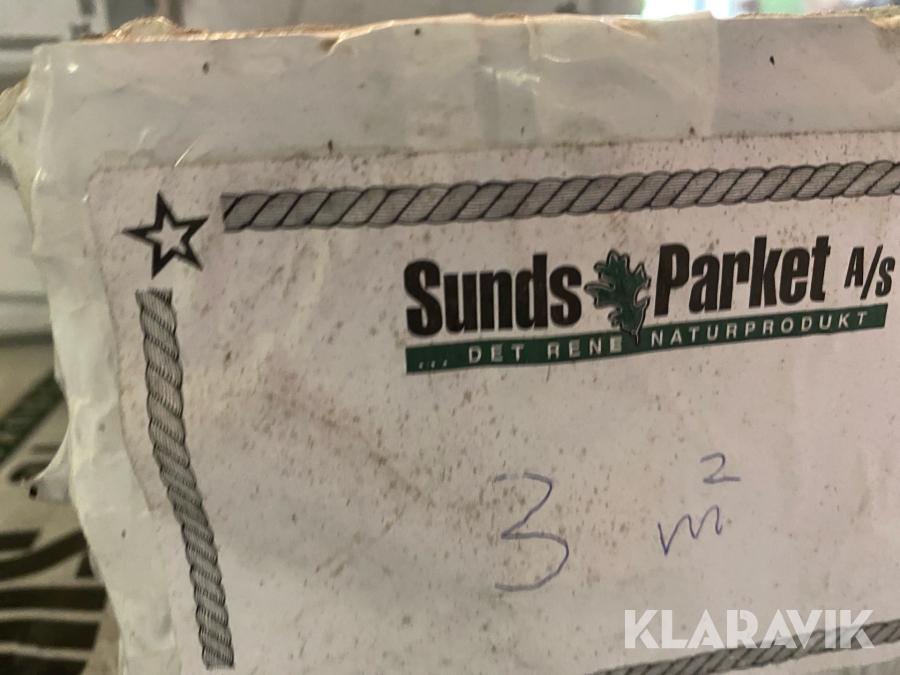 Sunds Parket A/s
... DET RENE NATURPRODUKT
3 m²
KLARAVIK